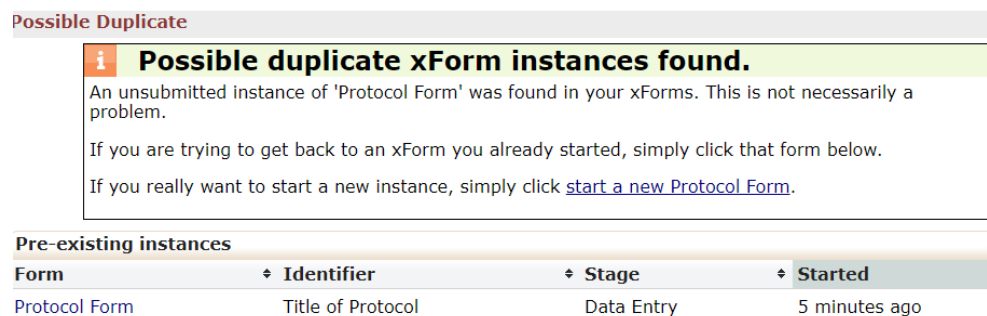 Possible Duplicate
i Possible duplicate xForm instances found.
An unsubmitted instance of 'Protocol Form' was found in your xForms. This is not necessarily a
problem.
If you are trying to get back to an xForm you already started, simply click that form below.
If you really want to start a new instance, simply click start a new Protocol Form.
Pre-existing instances
Form Identifier Stage Started
Protocol Form Title of Protocol Data Entry 5 minutes ago